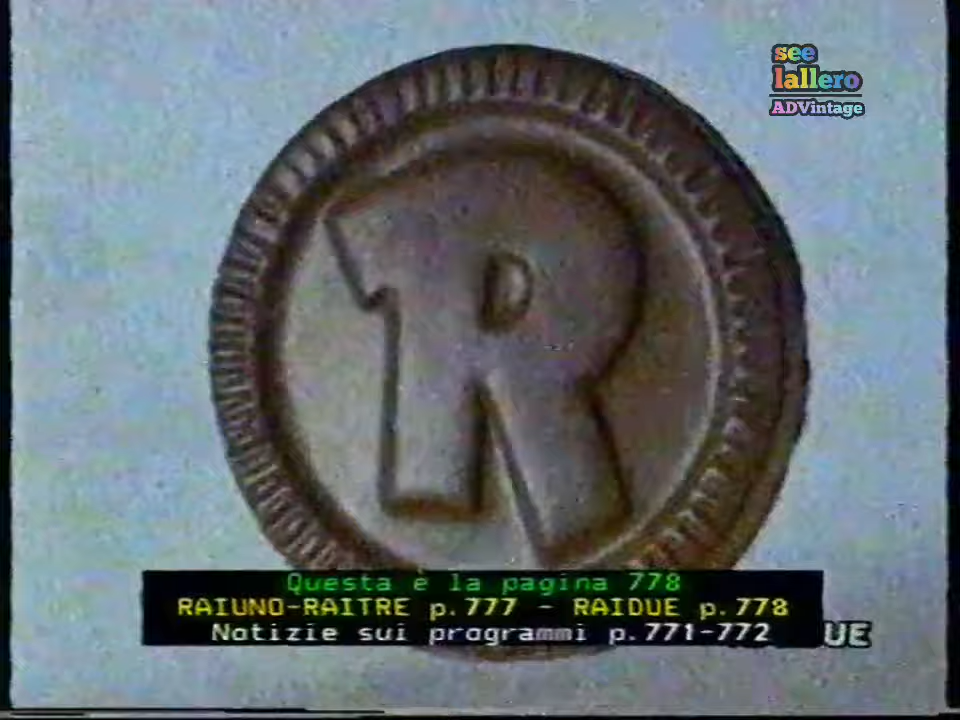 see
lallero
ADVintage
R
Questa è la pagina 778
RAIUNO-RAITRE p.777 - RAIDUE p.778
Notizie sui programmi p.771-772
UE